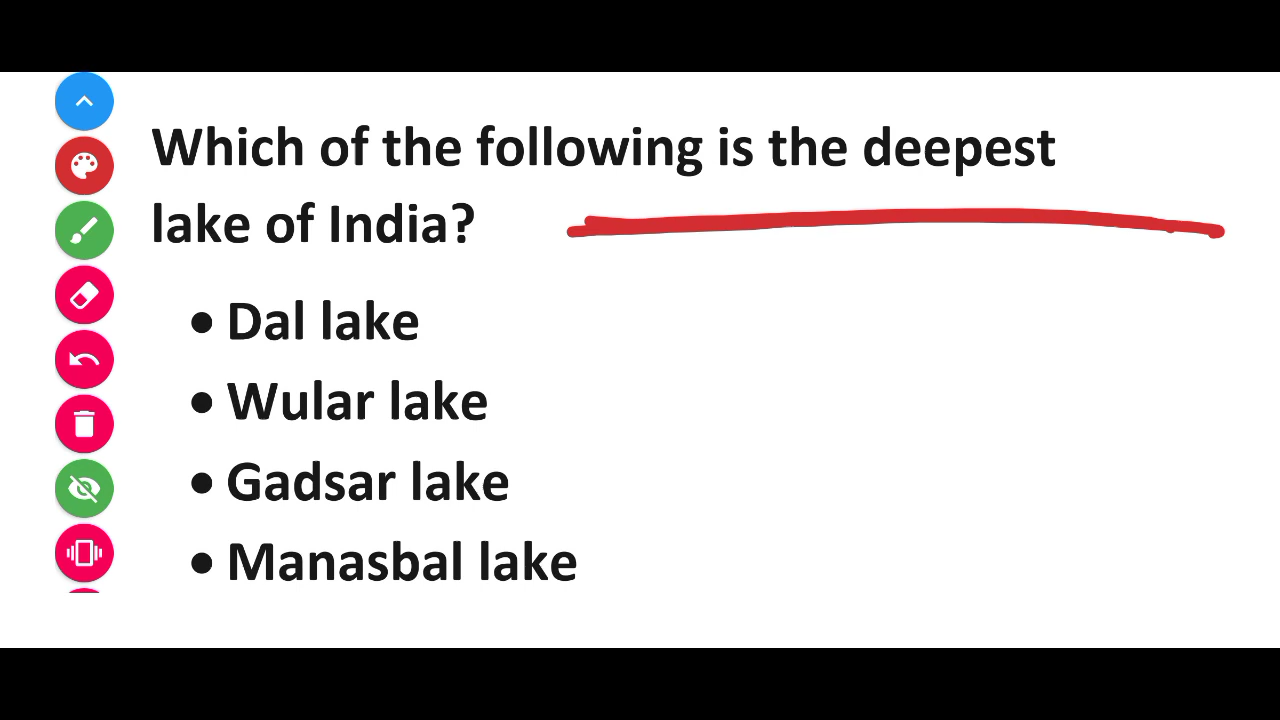 Which of the following is the deepest
lake of India?
• Dal lake
• Wular lake
• Gadsar lake
• Manasbal lake